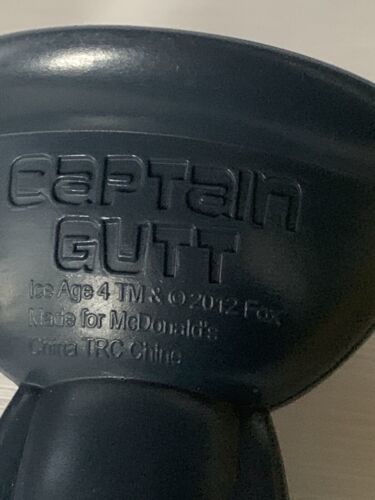 CAPTAIN
GUTT
Ice Age 4 TM & © 2012 Fox
Made for McDonald's
China TRC Chine